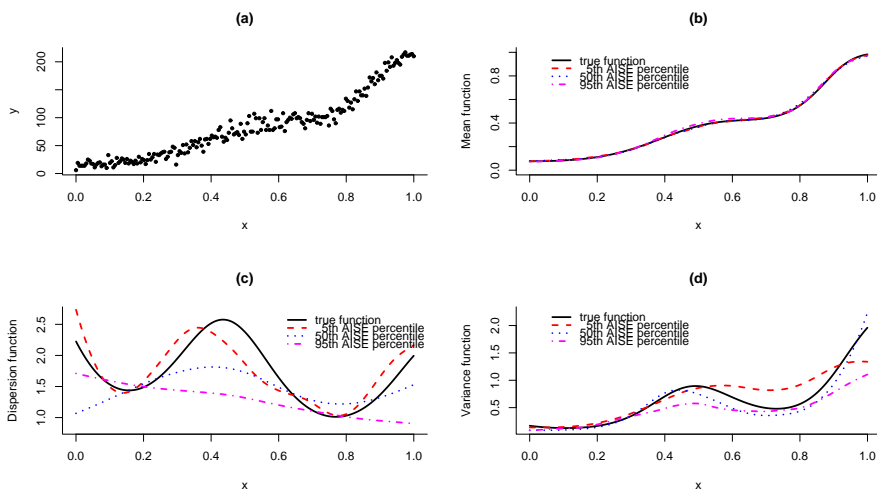 (a)
y
0 50 100 200
0.0 0.2 0.4 0.6 0.8 1.0
x
(b)
Mean function
0.0 0.4 0.8
true function
5th AISE percentile
50th AISE percentile
95th AISE percentile
0.0 0.2 0.4 0.6 0.8 1.0
x
(c)
Dispersion function
1.0 1.5 2.0 2.5
true function
5th AISE percentile
50th AISE percentile
95th AISE percentile
0.0 0.2 0.4 0.6 0.8 1.0
x
(d)
Variance function
0.5 1.0 1.5 2.0
true function
5th AISE percentile
50th AISE percentile
95th AISE percentile
0.0 0.2 0.4 0.6 0.8 1.0
x